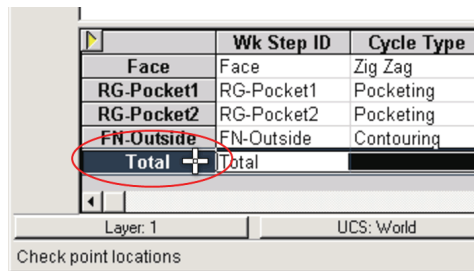 Wk Step ID Cycle Type
Face Face Zig Zag
RG-Pocket1 RG-Pocket1 Pocketing
RG-Pocket2 RG-Pocket2 Pocketing
FN-Outside FN-Outside Contouring
Total Total
Layer: 1 UCS: World
Check point locations